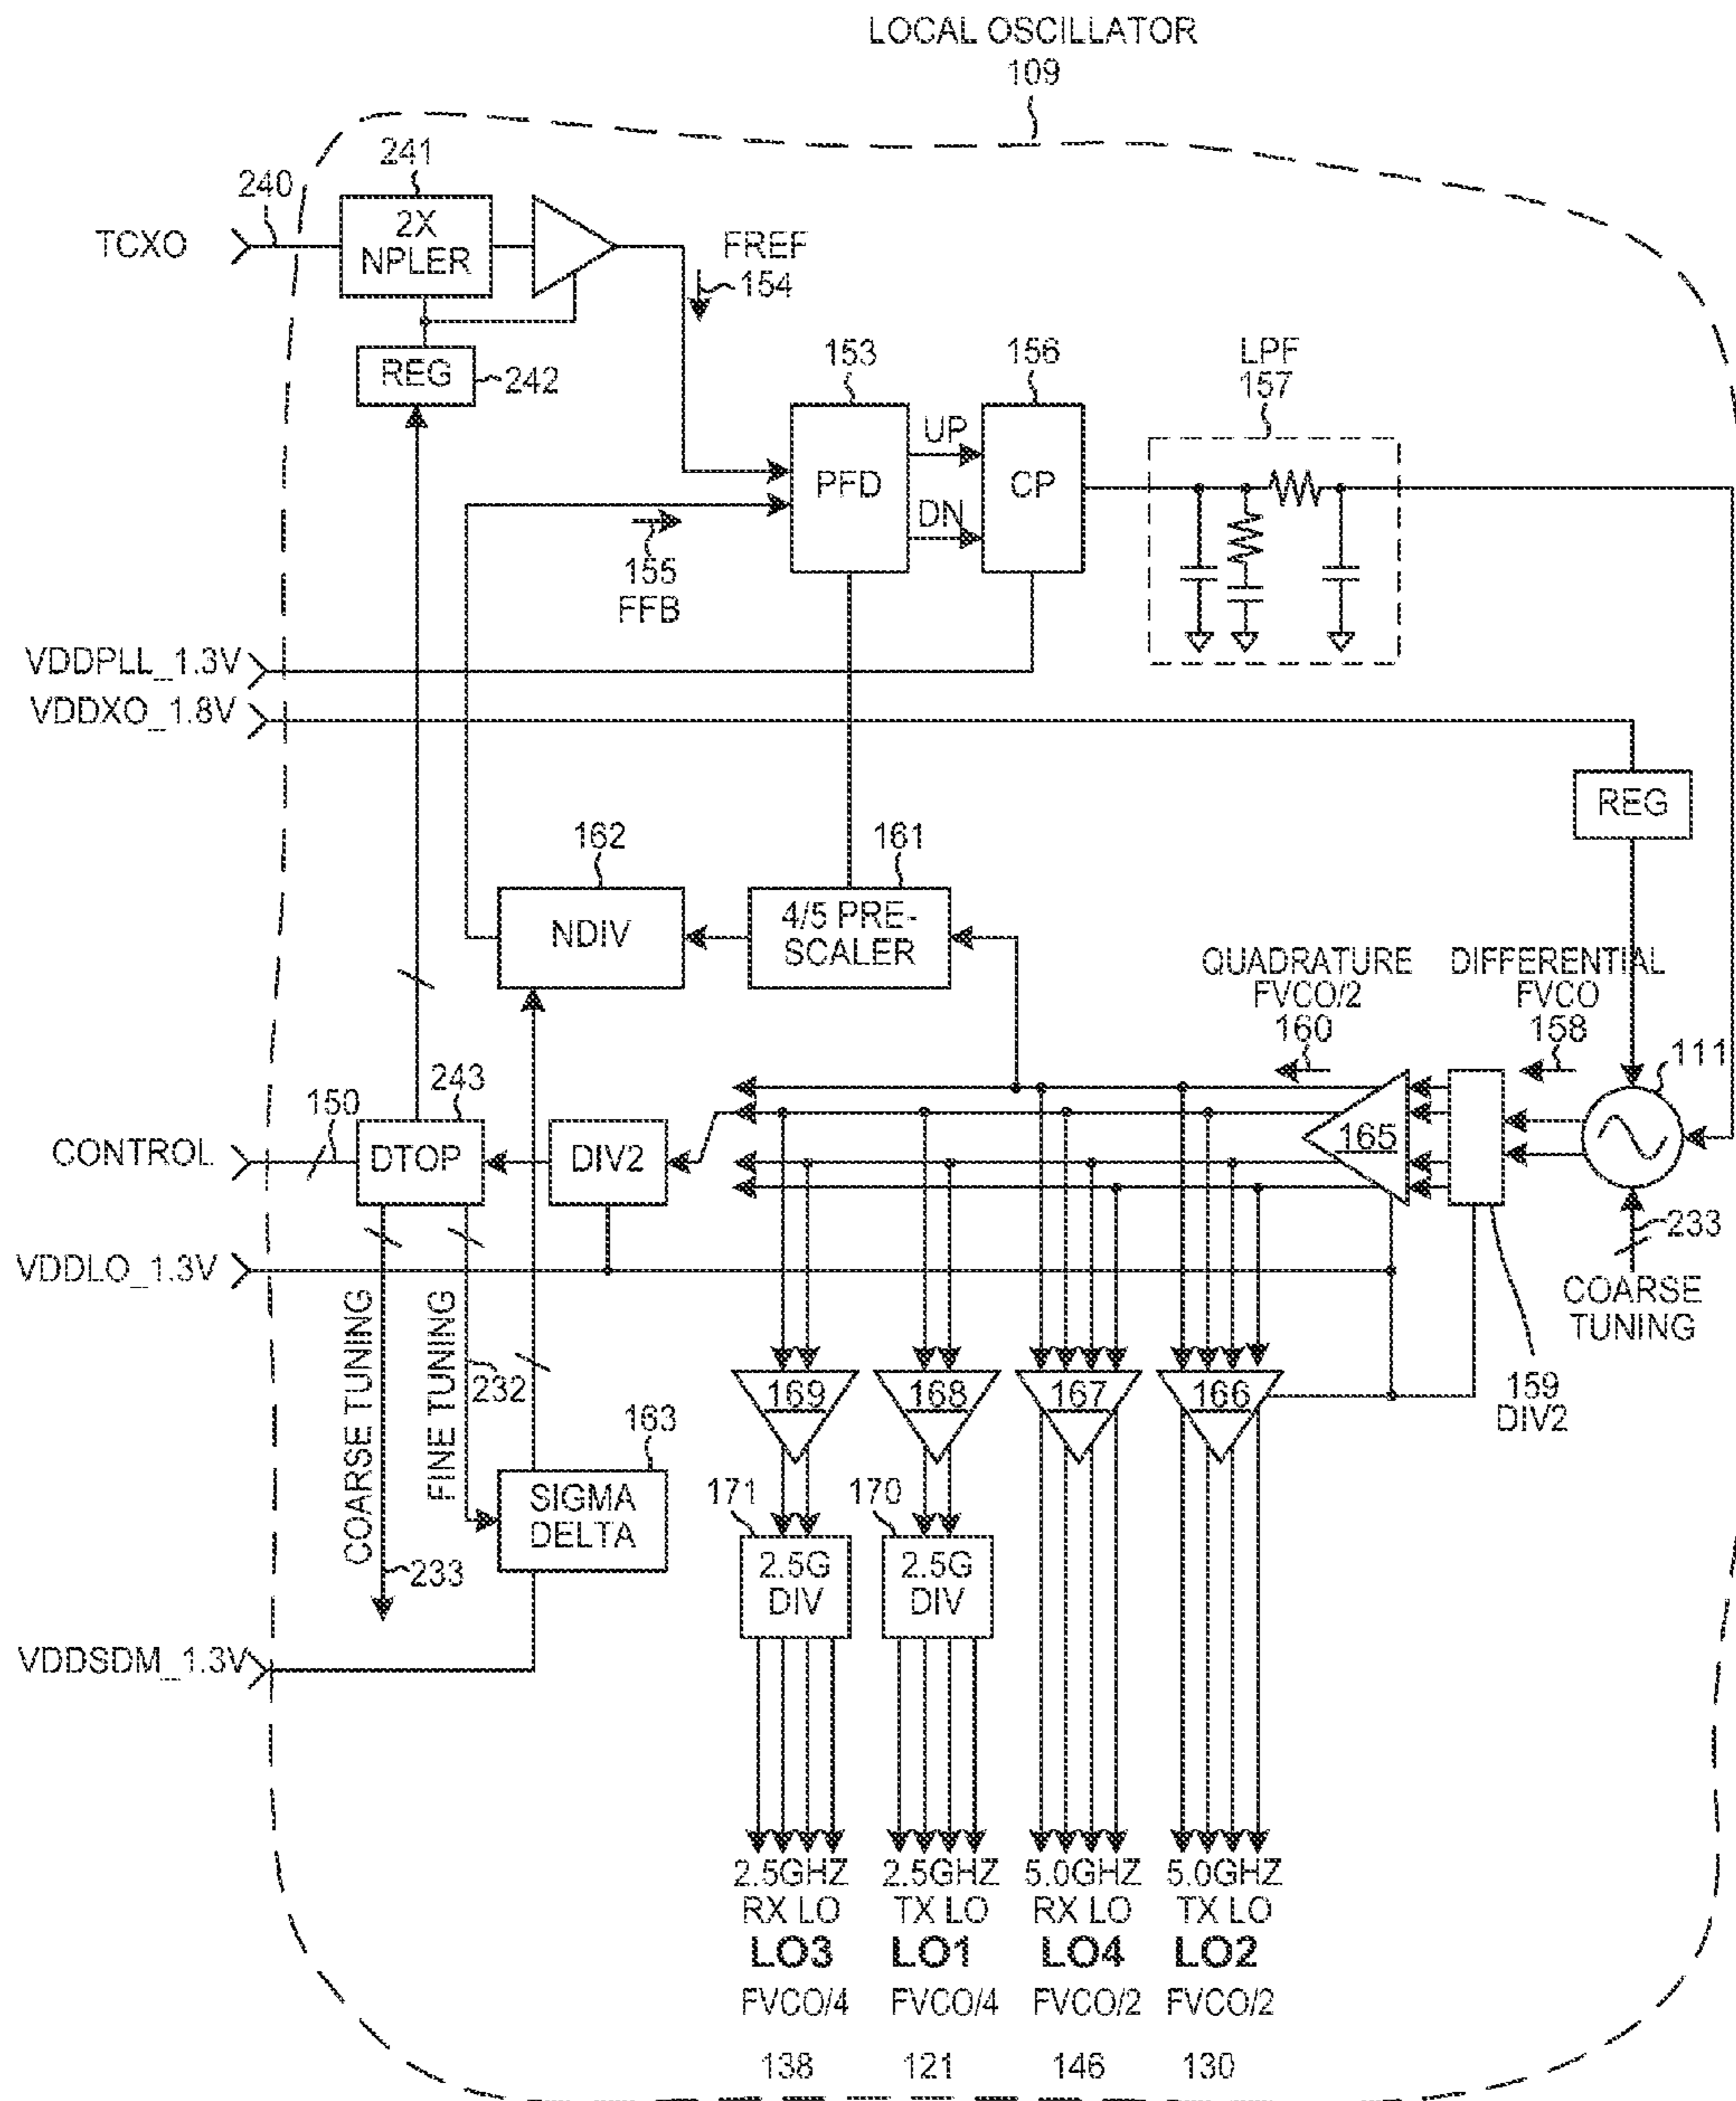 LOCAL OSCILLATOR
109
240
241
TCXO
2X
NPLER
FREF
154
REG
242
153
156
LPF
157
UP
PFD
CP
DN
155
FFB
VDDPLL_1.3V
VDDXO_1.8V
REG
162
161
NDIV
4/5 PRE-
SCALER
QUADRATURE
FVCO/2
160
DIFFERENTIAL
FVCO
158
111
243
150
CONTROL
DTOP
DIV2
165
233
VDDLO_1.3V
COARSE
TUNING
COARSE TUNING
FINE TUNING
232
169
168
167
166
159
DIV2
163
171
170
SIGMA
DELTA
233
2.5G
DIV
2.5G
DIV
VDDSDM_1.3V
2.5GHZ
RX LO
LO3
FVCO/4
138
2.5GHZ
TX LO
LO1
FVCO/4
121
5.0GHZ
RX LO
LO4
FVCO/2
146
5.0GHZ
TX LO
LO2
FVCO/2
130